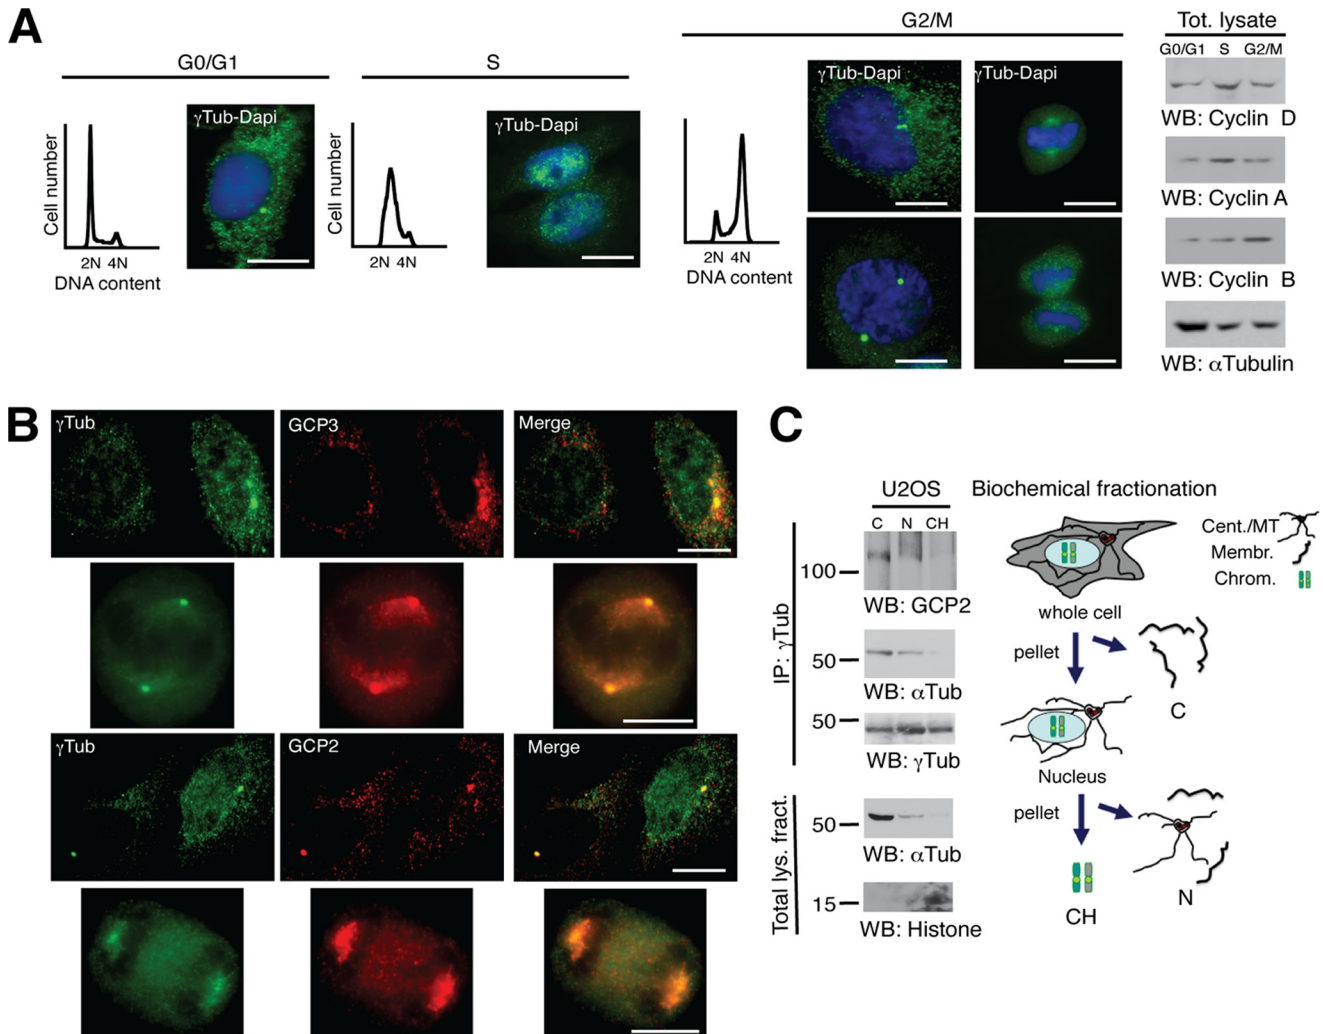 A
G0/G1
S
G2/M
Tot. lysate
G0/G1 S G2/M
γTub-Dapi
γTub-Dapi
γTub-Dapi
γTub-Dapi
Cell number
2N 4N
DNA content
Cell number
2N 4N
Cell number
2N 4N
DNA content
WB: Cyclin D
WB: Cyclin A
WB: Cyclin B
WB: αTubulin
B
γTub
GCP3
Merge
γTub
GCP2
Merge
C
U2OS
C N CH
IP: γTub
100
WB: GCP2
50
WB: αTub
50
WB: γTub
Total lys. fract.
50
WB: αTub
15
WB: Histone
Biochemical fractionation
Cent./MT
Membr.
Chrom.
whole cell
pellet
C
Nucleus
pellet
N
CH